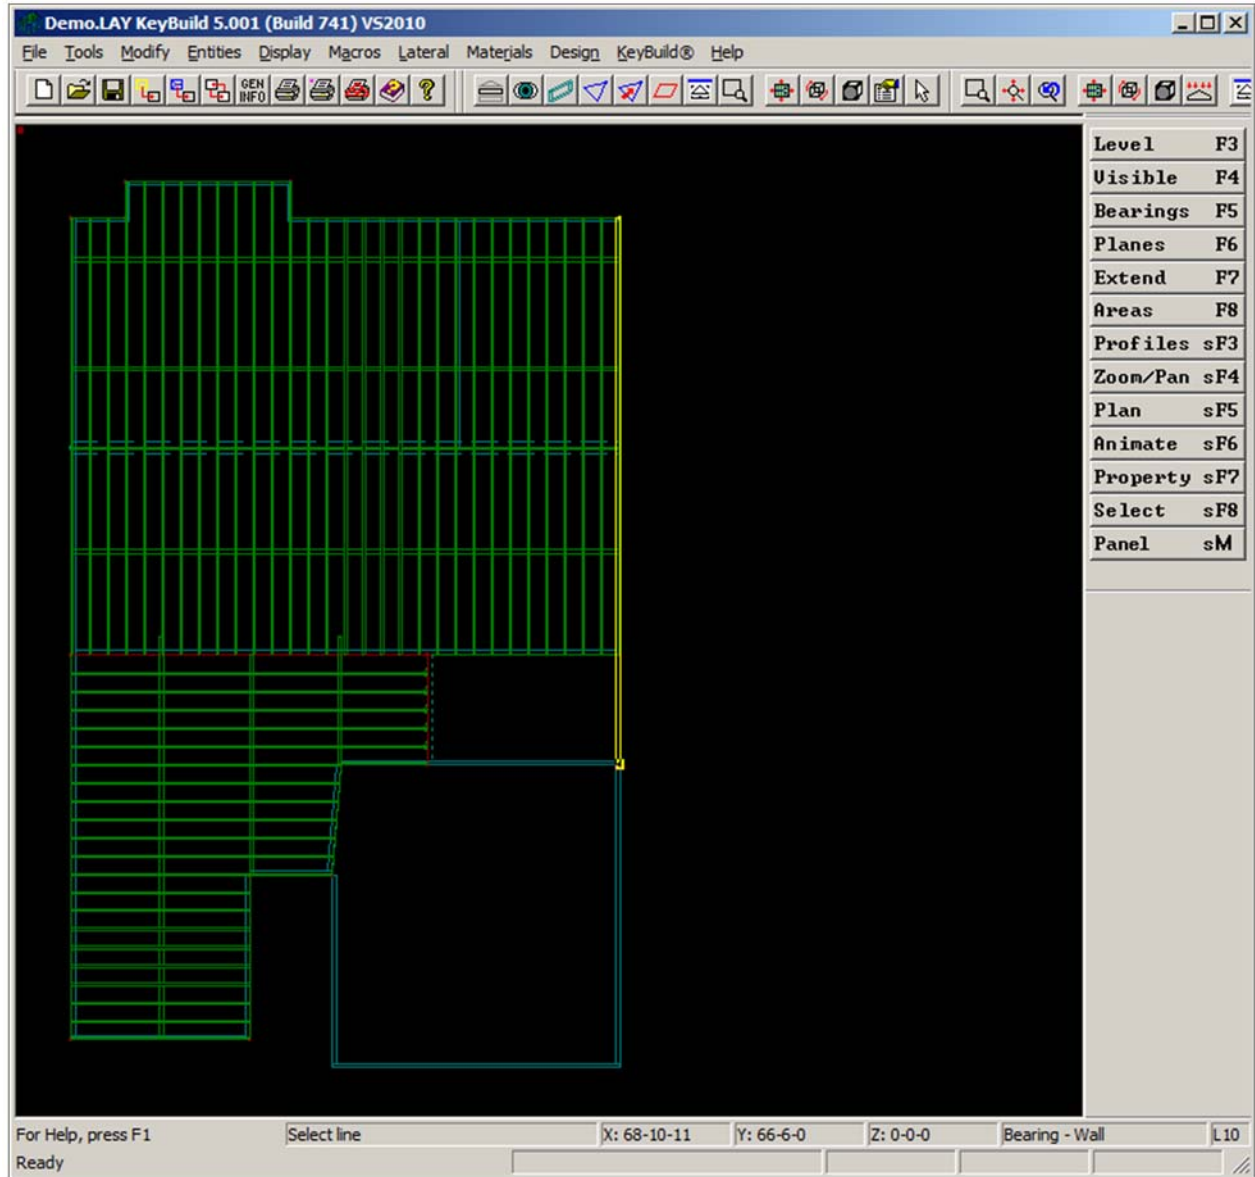 Demo.LAY KeyBuild 5.001 (Build 741) VS2010
File Tools Modify Entities Display Macros Lateral Materials Design KeyBuild® Help
GEN
INFO
Level F3
Visible F4
Bearings F5
Planes F6
Extend F7
Areas F8
Profiles sF3
Zoom/Pan sF4
Plan sF5
Animate sF6
Property sF7
Select sF8
Panel sM
For Help, press F1 Select line X: 68-10-11 Y: 66-6-0 Z: 0-0-0 Bearing - Wall L10
Ready